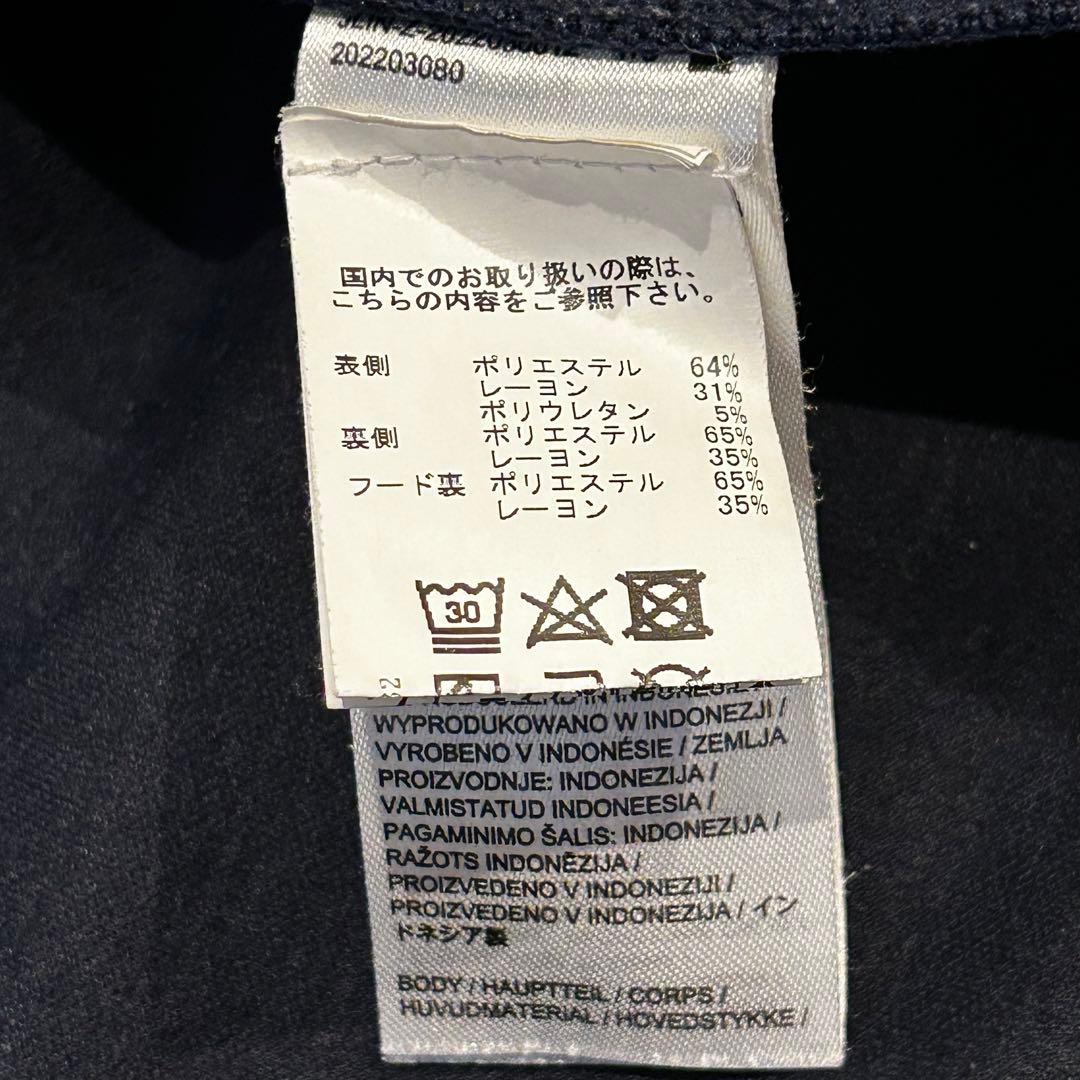 202203080
国内でのお取り扱いの際は、
こちらの内容をご参照下さい。
表側 ポリエステル 64%
レーヨン 31%
ポリウレタン 5%
裏側 ポリエステル 65%
レーヨン 35%
フード裏 ポリエステル 65%
レーヨン 35%
30
WYPRODUKOWANO W INDONEZJI /
VYROBENO V INDONÉSIE / ZEMLJA
PROIZVODNJE: INDONEZIJA /
VALMISTATUD INDONEESIA /
PAGAMINIMO ŠALIS: INDONEZIJA /
RAŽOTS INDONĒZIJA /
PROIZVEDENO V INDONEZIJI /
PROIZVEDENO V INDONEZIJA / イン
ドネシア製
BODY / HAUPTTEIL / CORPS /
HUVUDMATERIAL / HOVEDSTYKKE /